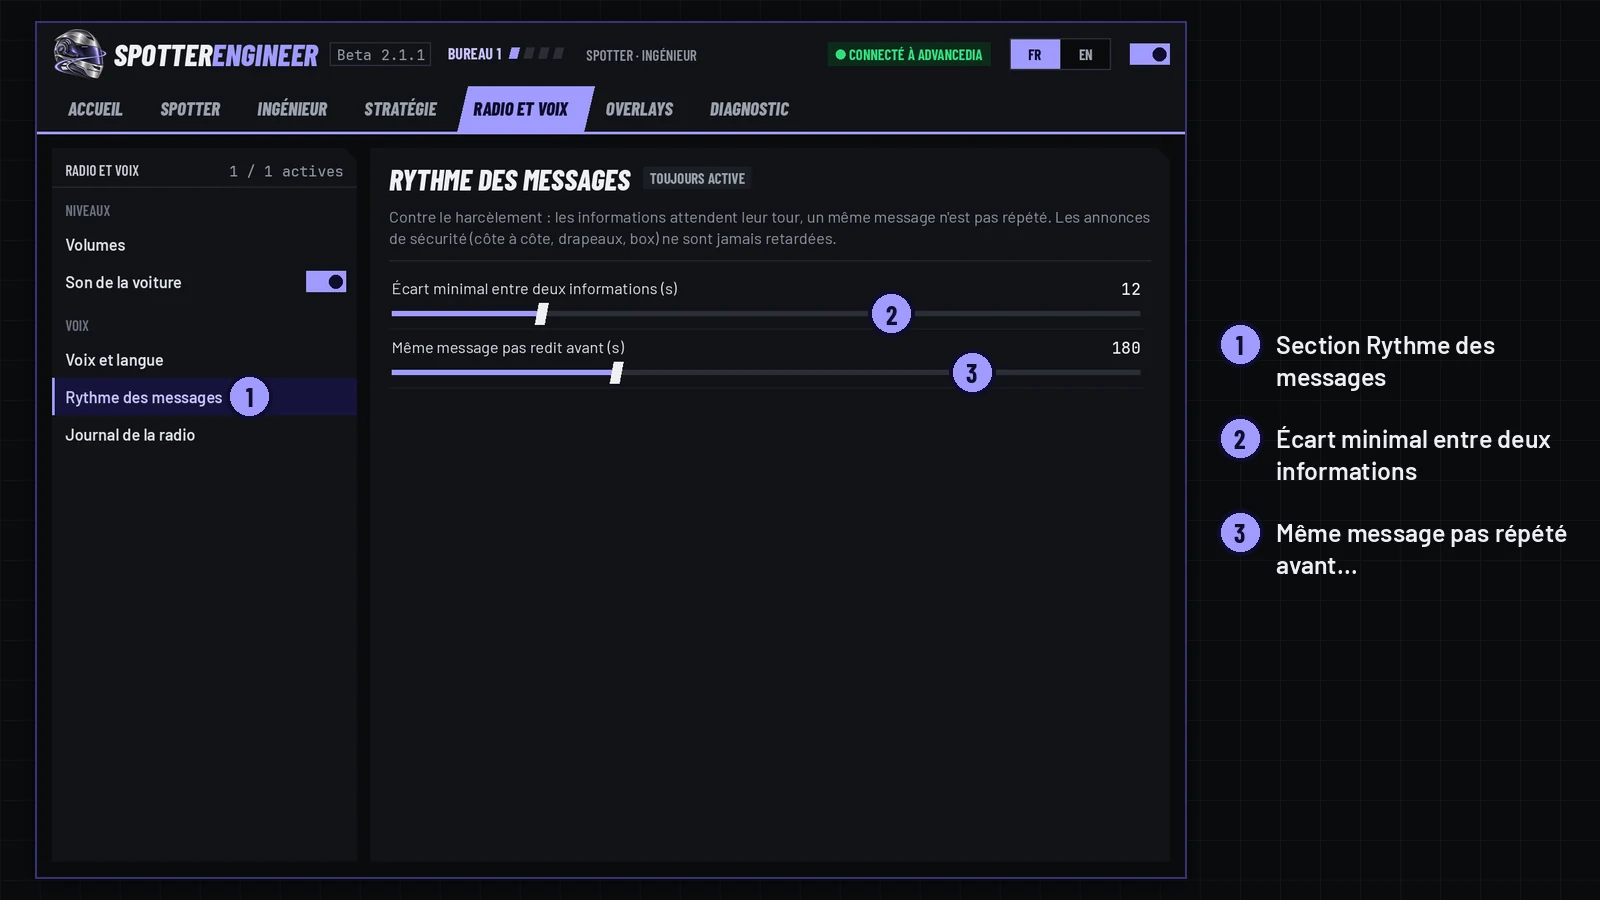 SPOTTERENGINEER
Beta 2.1.1
BUREAU 1
SPOTTER · INGÉNIEUR
CONNECTÉ À ADVANCEDIA
FR
EN
ACCUEIL
SPOTTER
INGÉNIEUR
STRATÉGIE
RADIO ET VOIX
OVERLAYS
DIAGNOSTIC
RADIO ET VOIX
1 / 1 actives
NIVEAUX
Volumes
Son de la voiture
VOIX
Voix et langue
Rythme des messages
1
Journal de la radio
RYTHME DES MESSAGES
TOUJOURS ACTIVE
Contre le harcèlement : les informations attendent leur tour, un même message n'est pas répété. Les annonces
de sécurité (côte à côte, drapeaux, box) ne sont jamais retardées.
Écart minimal entre deux informations (s)
12
2
Même message pas redit avant (s)
180
3
1
Section Rythme des
messages
2
Écart minimal entre deux
informations
3
Même message pas répété
avant...